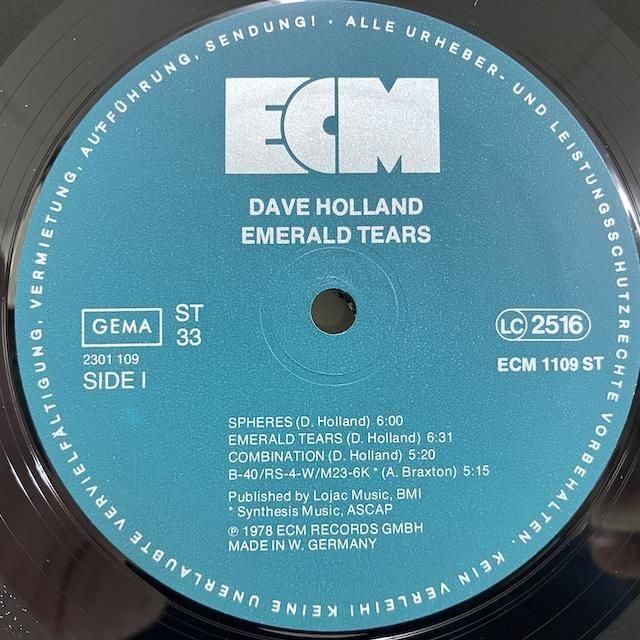 ALLE URHEBER- UND LEISTUNGSSCHUTZRECHTE VORBEHALTEN. KEIN VERLEIH! KEINE UNERLAUBTE VERVIELFÄLTIGUNG, VERMIETUNG, AUFFÜHRUNG, SENDUNG! ·
ECM
DAVE HOLLAND
EMERALD TEARS
GEMA
ST
33
2301 109
SIDE I
LC 2516
ECM 1109 ST
SPHERES (D. Holland) 6:00
EMERALD TEARS (D. Holland) 6:31
COMBINATION (D. Holland) 5:20
B-40/RS-4-W/M23-6K * (A. Braxton) 5:15
Published by Lojac Music, BMI
* Synthesis Music, ASCAP
℗ 1978 ECM RECORDS GMBH
MADE IN W. GERMANY